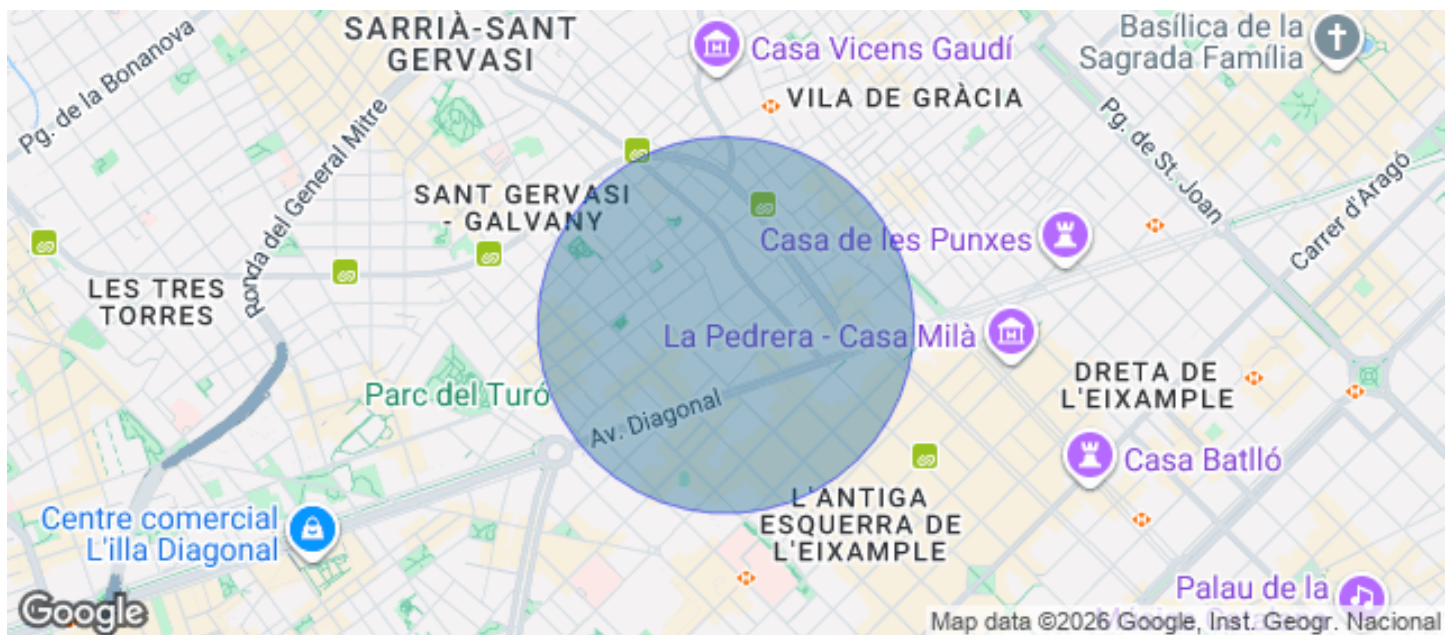 SARRIÀ-SANT
GERVASI
Pg. de la Bonanova
Casa Vicens Gaudí
Basílica de la
Sagrada Família
VILA DE GRÀCIA
Ronda del General Mitre
Pg. de St. Joan
Carrer d'Aragó
SANT GERVASI
- GALVANY
Casa de les Punxes
LES TRES
TORRES
La Pedrera - Casa Milà
Parc del Turó
Av. Diagonal
DRETA DE
L'EIXAMPLE
Casa Batlló
L'ANTIGA
ESQUERRA DE
L'EIXAMPLE
Centre comercial
L'illa Diagonal
Palau de la
Google
Map data ©2026 Google, Inst. Geogr. Nacional